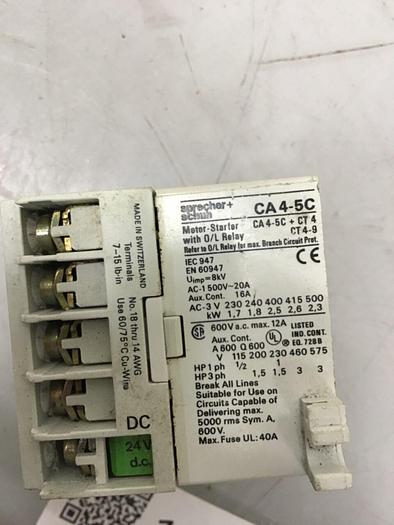 sprecher+
schuh
CA 4-5C
Motor-Starter
with O/L Relay
CA 4-5C + CT 4
CT 4-9
Refer to O/L Relay for max. Branch Circuit Prot.
IEC 947
EN 60947
Uimp=8kV
AC-1 500V~20A
Aux.Cont. 16A
AC-3 V 230 240 400 415 500
kW 1,7 1,8 2,5 2,6 2,3
600V a.c. max. 12A
Aux. Cont.
A 600 Q 600
LISTED
IND. CONT.
EQ. 72BB
V 115 200 230 460 575
HP 1 ph 1/2 1
HP 3 ph 1,5 1,5 3 3
Break All Lines
Suitable for Use on
Circuits Capable of
Delivering max.
5000 rms Sym. A,
600V.
Max. Fuse UL: 40A
MADE IN SWITZERLAND
Terminals
7-15 lb-in
No. 18 thru 14 AWG
Use 60/75°C Cu-Wire
DC
24V
d.c.